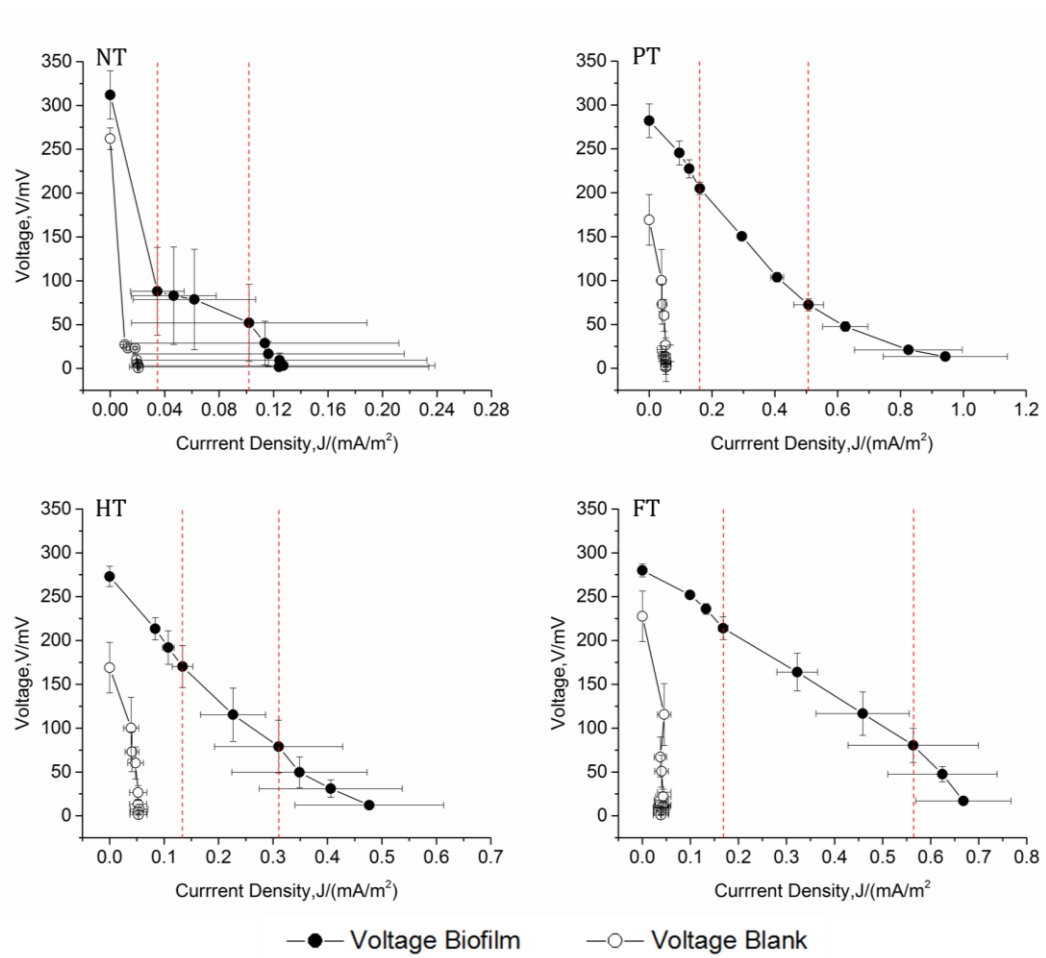 NT
350
300
250
200
150
100
50
0
Voltage,V/mV
0.00 0.04 0.08 0.12 0.16 0.20 0.24 0.28
Currrent Density,J/(mA/m²)
PT
350
300
250
200
150
100
50
0
Voltage,V/mV
0.0 0.2 0.4 0.6 0.8 1.0 1.2
Currrent Density,J/(mA/m²)
HT
350
300
250
200
150
100
50
0
Voltage,V/mV
0.0 0.1 0.2 0.3 0.4 0.5 0.6 0.7
Currrent Density,J/(mA/m²)
FT
350
300
250
200
150
100
50
0
Voltage,V/mV
0.0 0.1 0.2 0.3 0.4 0.5 0.6 0.7 0.8
Currrent Density,J/(mA/m²
Voltage Biofilm Voltage Blank